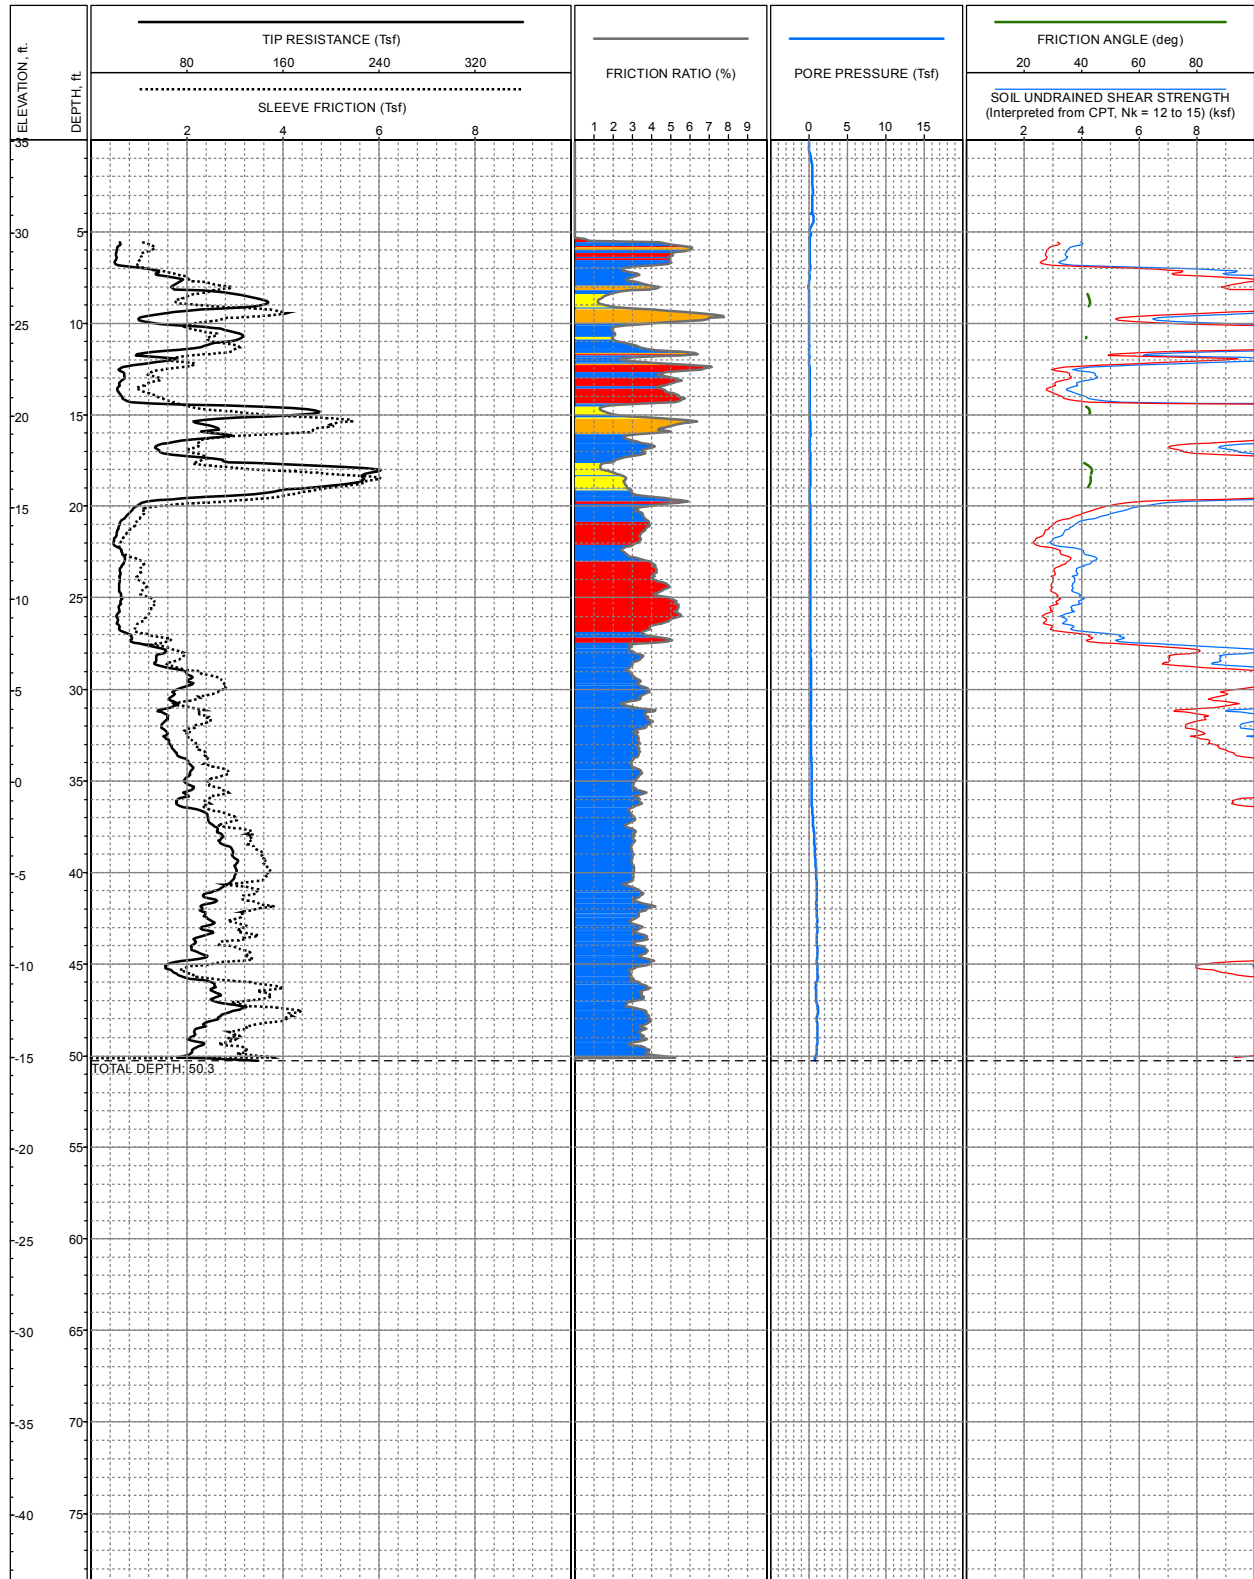 ELEVATION, ft.
DEPTH, ft.
TIP RESISTANCE (Tsf)
80 160 240 320
SLEEVE FRICTION (Tsf)
2 4 6 8
FRICTION RATIO (%)
1 2 3 4 5 6 7 8 9
PORE PRESSURE (Tsf)
0 5 10 15
FRICTION ANGLE (deg)
20 40 60 80
SOIL UNDRAINED SHEAR STRENGTH
(Interpreted from CPT, Nk = 12 to 15) (ksf)
20 40 60 80
35
30 5
25 10
20 15
15 20
10 25
5 30
0 35
-5 40
-10 45
-15 50
TOTAL DEPTH: 50.3
-20 55
-25 60
-30 65
-35 70
-40 75